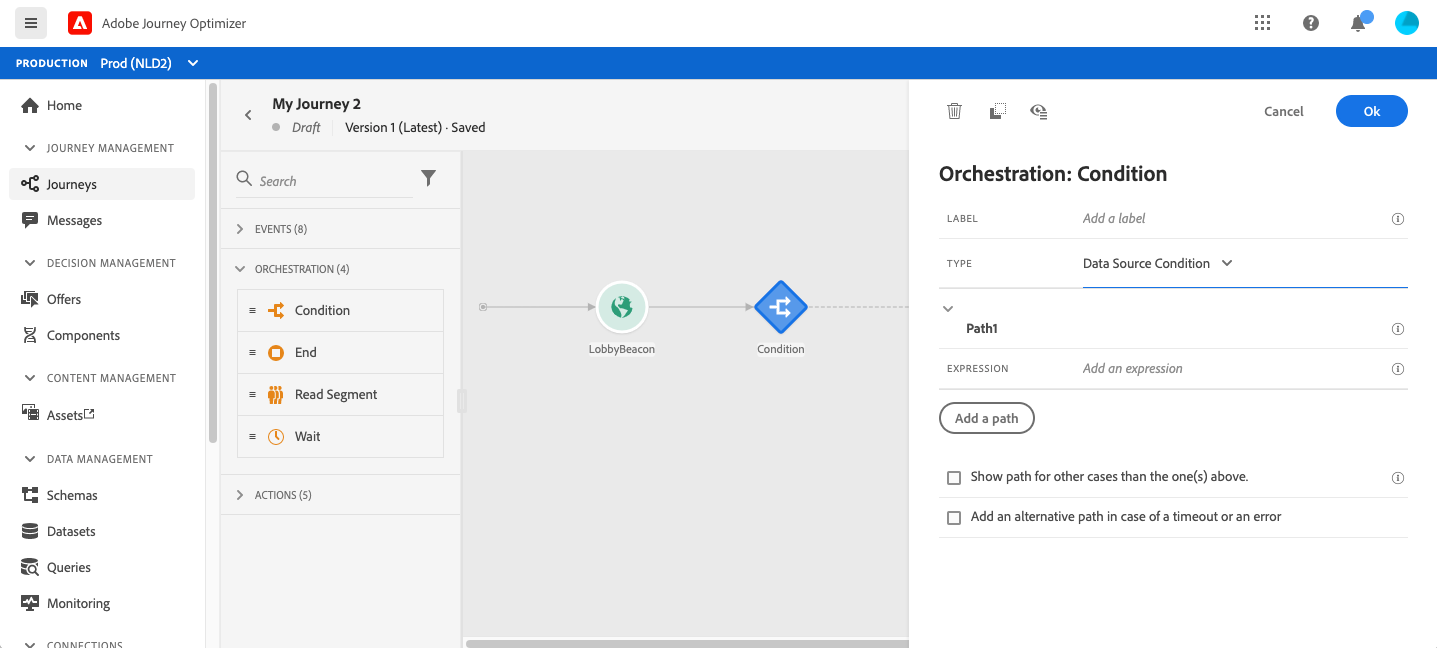 Adobe Journey Optimizer
PRODUCTION Prod (NLD2)
Home
JOURNEY MANAGEMENT
Journeys
Messages
DECISION MANAGEMENT
Offers
Components
CONTENT MANAGEMENT
Assets
DATA MANAGEMENT
Schemas
Datasets
Queries
Monitoring
CONNECTIONS
My Journey 2
Draft Version 1 (Latest) · Saved
Search
EVENTS (8)
ORCHESTRATION (4)
Condition
End
Read Segment
Wait
ACTIONS (5)
LobbyBeacon
Condition
Cancel Ok
Orchestration: Condition
LABEL Add a label
TYPE Data Source Condition
Path1
EXPRESSION Add an expression
Add a path
Show path for other cases than the one(s) above.
Add an alternative path in case of a timeout or an error